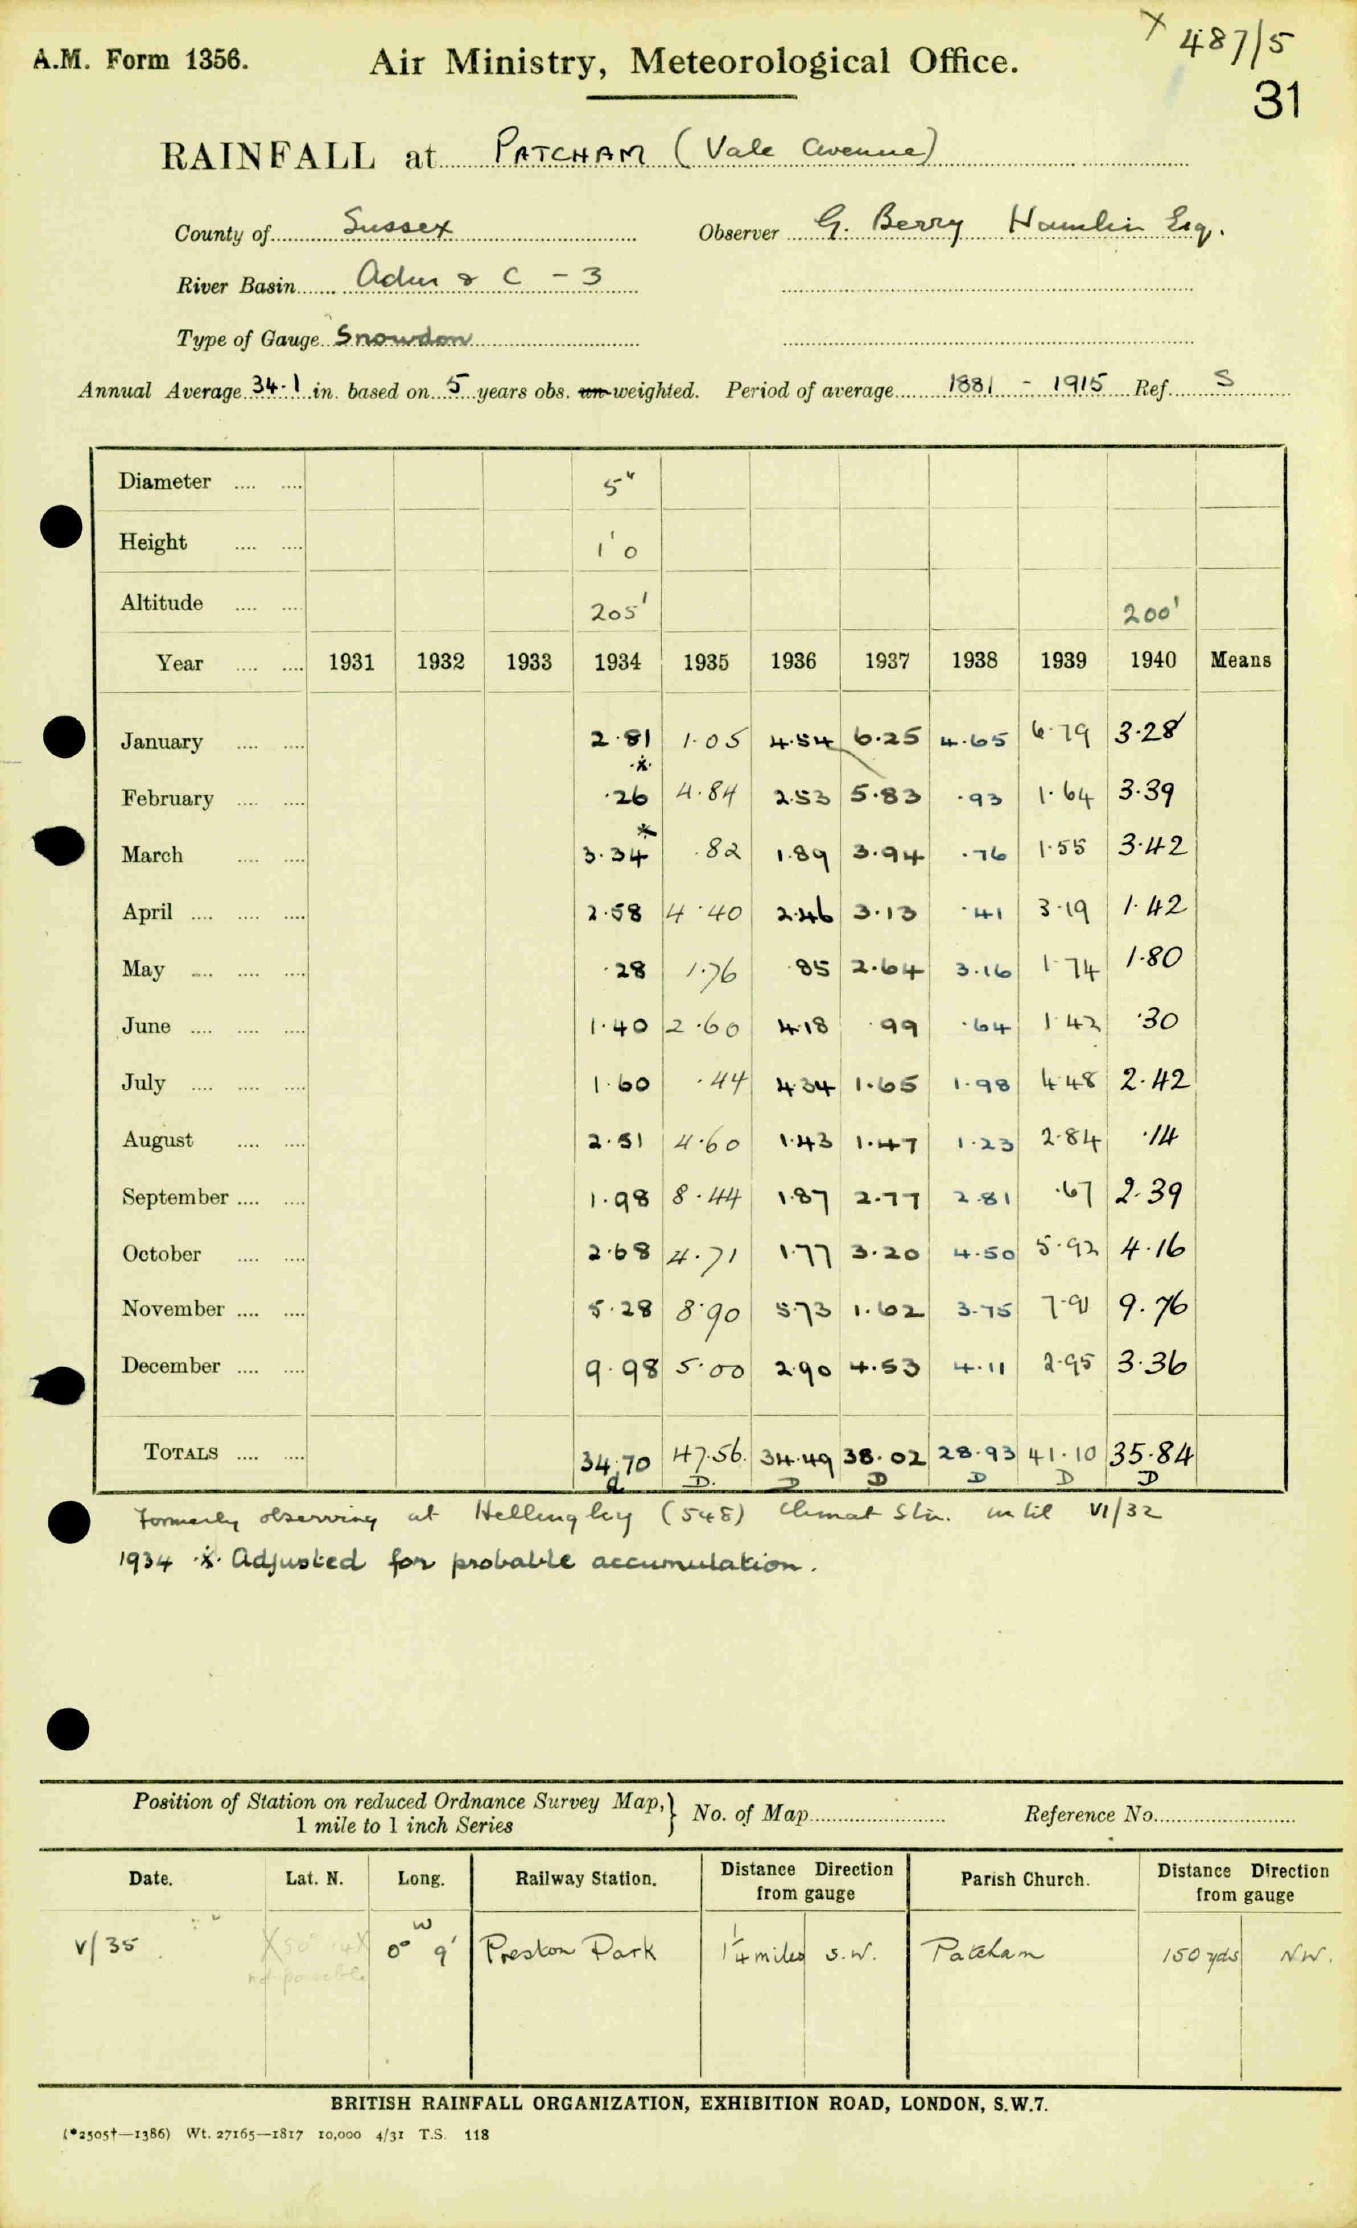 X 487/5
A.M. Form 1356.
Air Ministry, Meteorological Office.
31
RAINFALL at PATCHAM (Vale Avenue)
County of Sussex Observer G. Berry Hamlin Esq.
River Basin Adur & C - 3
Type of Gauge Snowdon
Annual Average 34.1 in. based on 5 years obs. un-weighted. Period of average 1881 - 1915 Ref. S
Diameter .... .... 5"
Height .... .... 1'0
Altitude .... .... 205' 200'
Year .... .... 1931 1932 1933 1934 1935 1936 1937 1938 1939 1940 Means
January .... .... 2.81 1.05 4.54 6.25 4.65 6.79 3.28
February .... .... .26 * 4.84 2.53 5.83 .93 1.64 3.39
March .... .... 3.34 * .82 1.89 3.94 .76 1.55 3.42
April .... .... .... 2.58 4.40 2.46 3.13 .41 3.19 1.42
May .... .... .... .28 1.76 .85 2.64 3.16 1.74 1.80
June .... .... .... 1.40 2.60 4.18 .99 .64 1.42 .30
July .... .... .... 1.60 .44 4.34 1.65 1.98 4.48 2.42
August .... .... 2.51 4.60 1.43 1.47 1.23 2.84 .14
September .... .... 1.98 8.44 1.87 2.77 2.81 .67 2.39
October .... .... 2.68 4.71 1.77 3.20 4.50 5.92 4.16
November .... .... 5.28 8.90 5.73 1.62 3.75 7.91 9.76
December .... .... 9.98 5.00 2.90 4.53 4.11 2.95 3.36
TOTALS .... .... 34.70 47.56 34.49 38.02 28.93 41.10 35.84
d D. D D D D D
Formerly observing at Hellingley (548) Climat Stn. until VI/32
1934 * Adjusted for probable accumulation.
Position of Station on reduced Ordnance Survey Map,} No. of Map Reference No.
1 mile to 1 inch Series
Date. Lat. N. Long. Railway Station. Distance Direction from gauge Parish Church. Distance Direction from gauge
V/35 not possible 0° 9' W Preston Park 1 1/4 miles S.W. Patcham 150 yds N.W.
BRITISH RAINFALL ORGANIZATION, EXHIBITION ROAD, LONDON, S.W.7.
(*2505†—1386) Wt. 27165—1817 10,000 4/31 T.S. 118